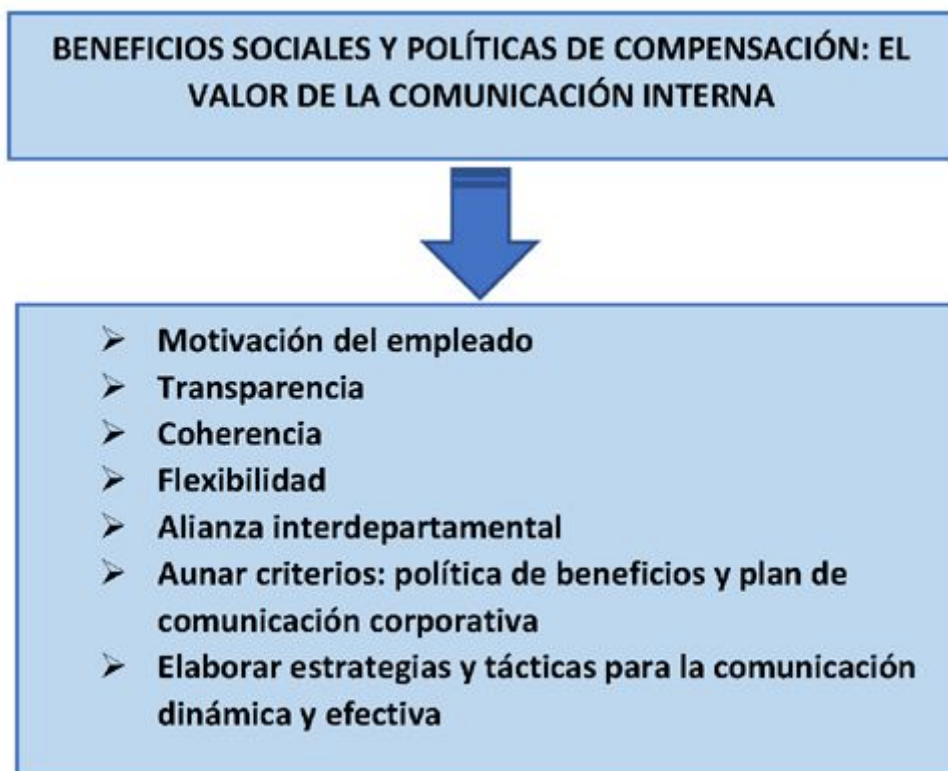 BENEFICIOS SOCIALES Y POLÍTICAS DE COMPENSACIÓN: EL
VALOR DE LA COMUNICACIÓN INTERNA
➢ Motivación del empleado
➢ Transparencia
➢ Coherencia
➢ Flexibilidad
➢ Alianza interdepartamental
➢ Aunar criterios: política de beneficios y plan de
comunicación corporativa
➢ Elaborar estrategias y tácticas para la comunicación
dinámica y efectiva